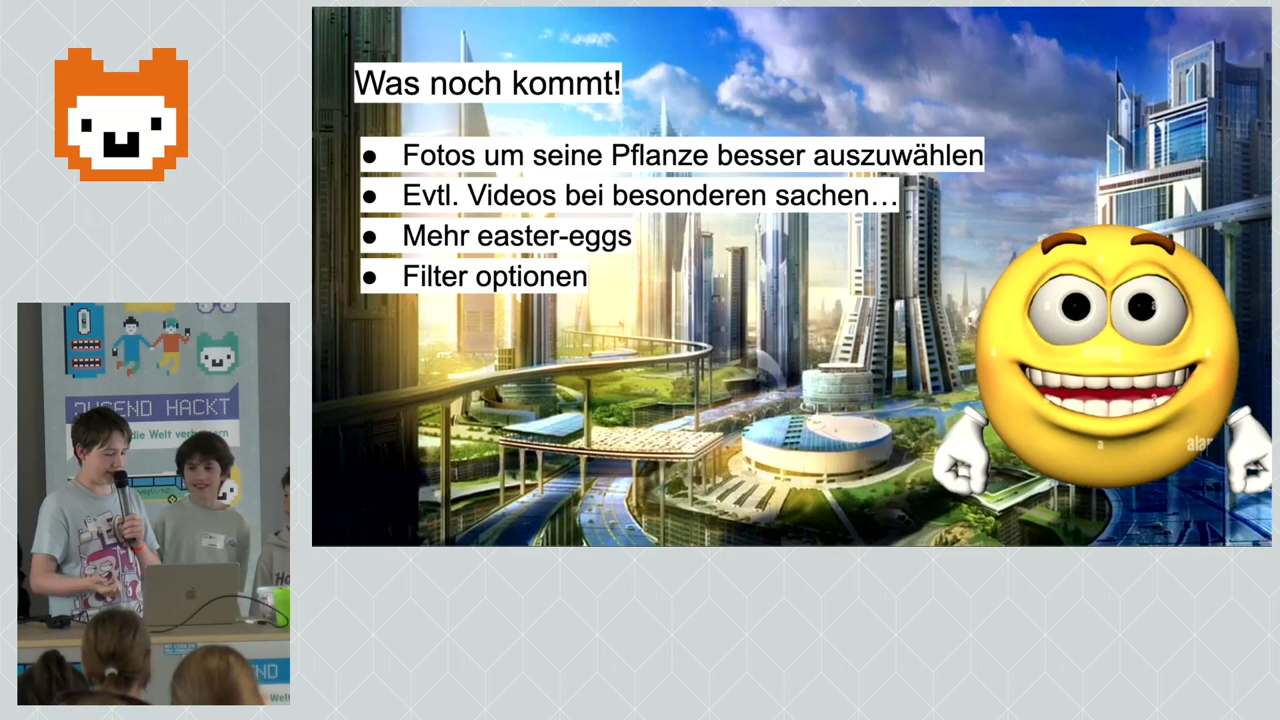 Was noch kommt!
● Fotos um seine Pflanze besser auszuwählen
● Evtl. Videos bei besonderen sachen…
● Mehr easter-eggs
● Filter optionen
JUGEND HACKT
die Welt verbessern